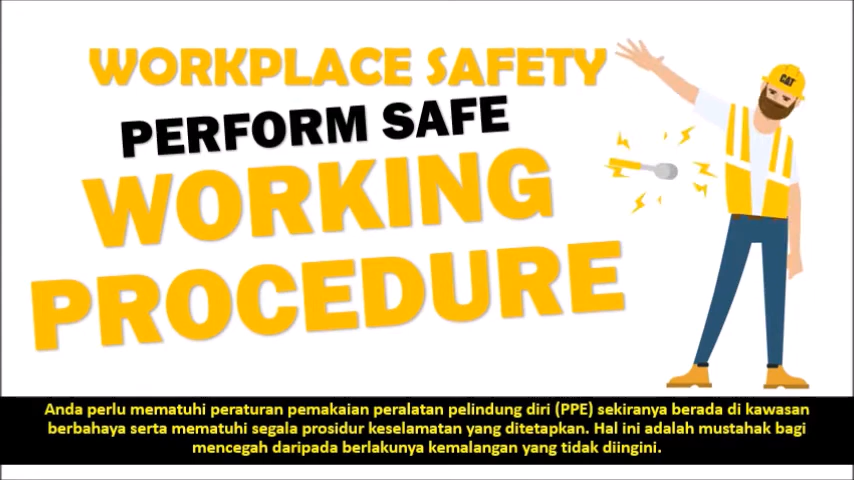 WORKPLACE SAFETY
PERFORM SAFE
WORKING
PROCEDURE
CAT
Anda perlu mematuhi peraturan pemakaian peralatan pelindung diri (PPE) sekiranya berada di kawasan
berbahaya serta mematuhi segala prosidur keselamatan yang ditetapkan. Hal ini adalah mustahak bagi
mencegah daripada berlakunya kemalangan yang tidak diingini.